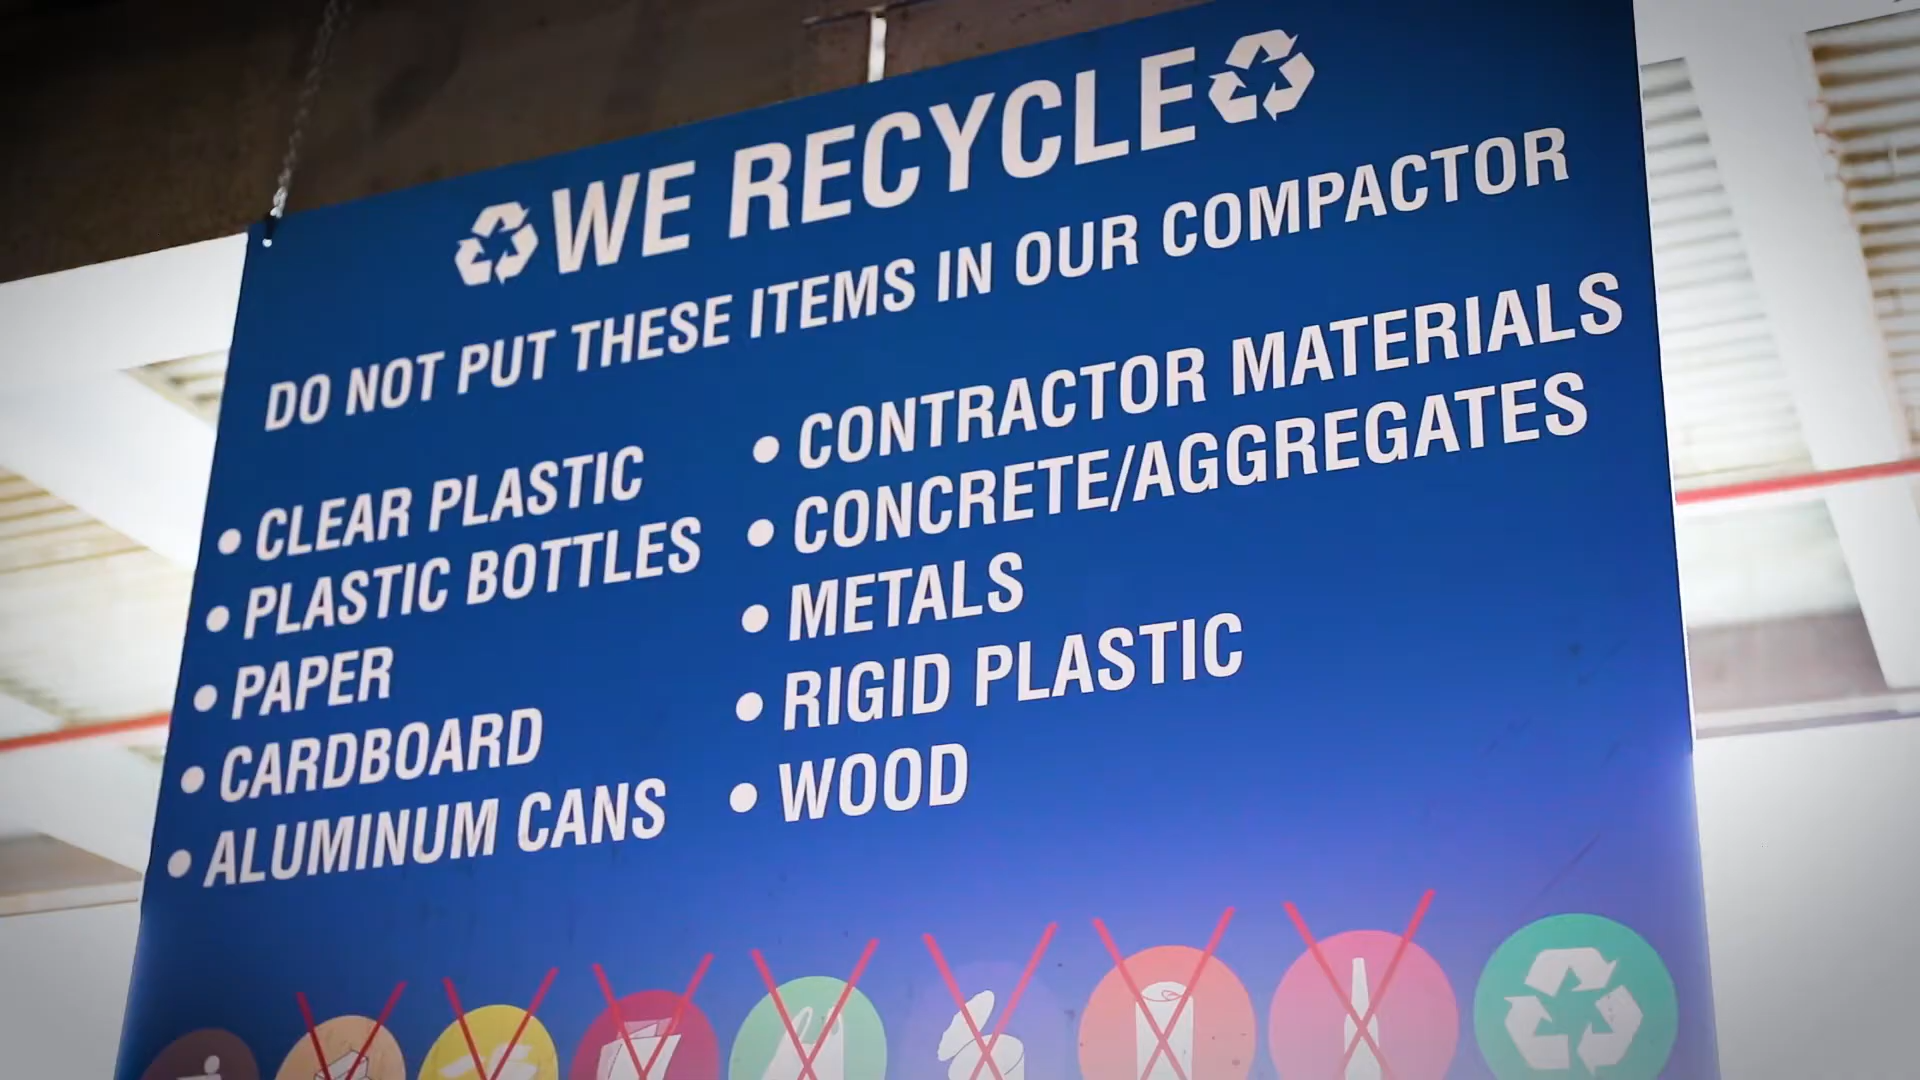 WE RECYCLE
DO NOT PUT THESE ITEMS IN OUR COMPACTOR
• CLEAR PLASTIC
• PLASTIC BOTTLES
• PAPER
• CARDBOARD
• ALUMINUM CANS
• CONTRACTOR MATERIALS
• CONCRETE/AGGREGATES
• METALS
• RIGID PLASTIC
• WOOD